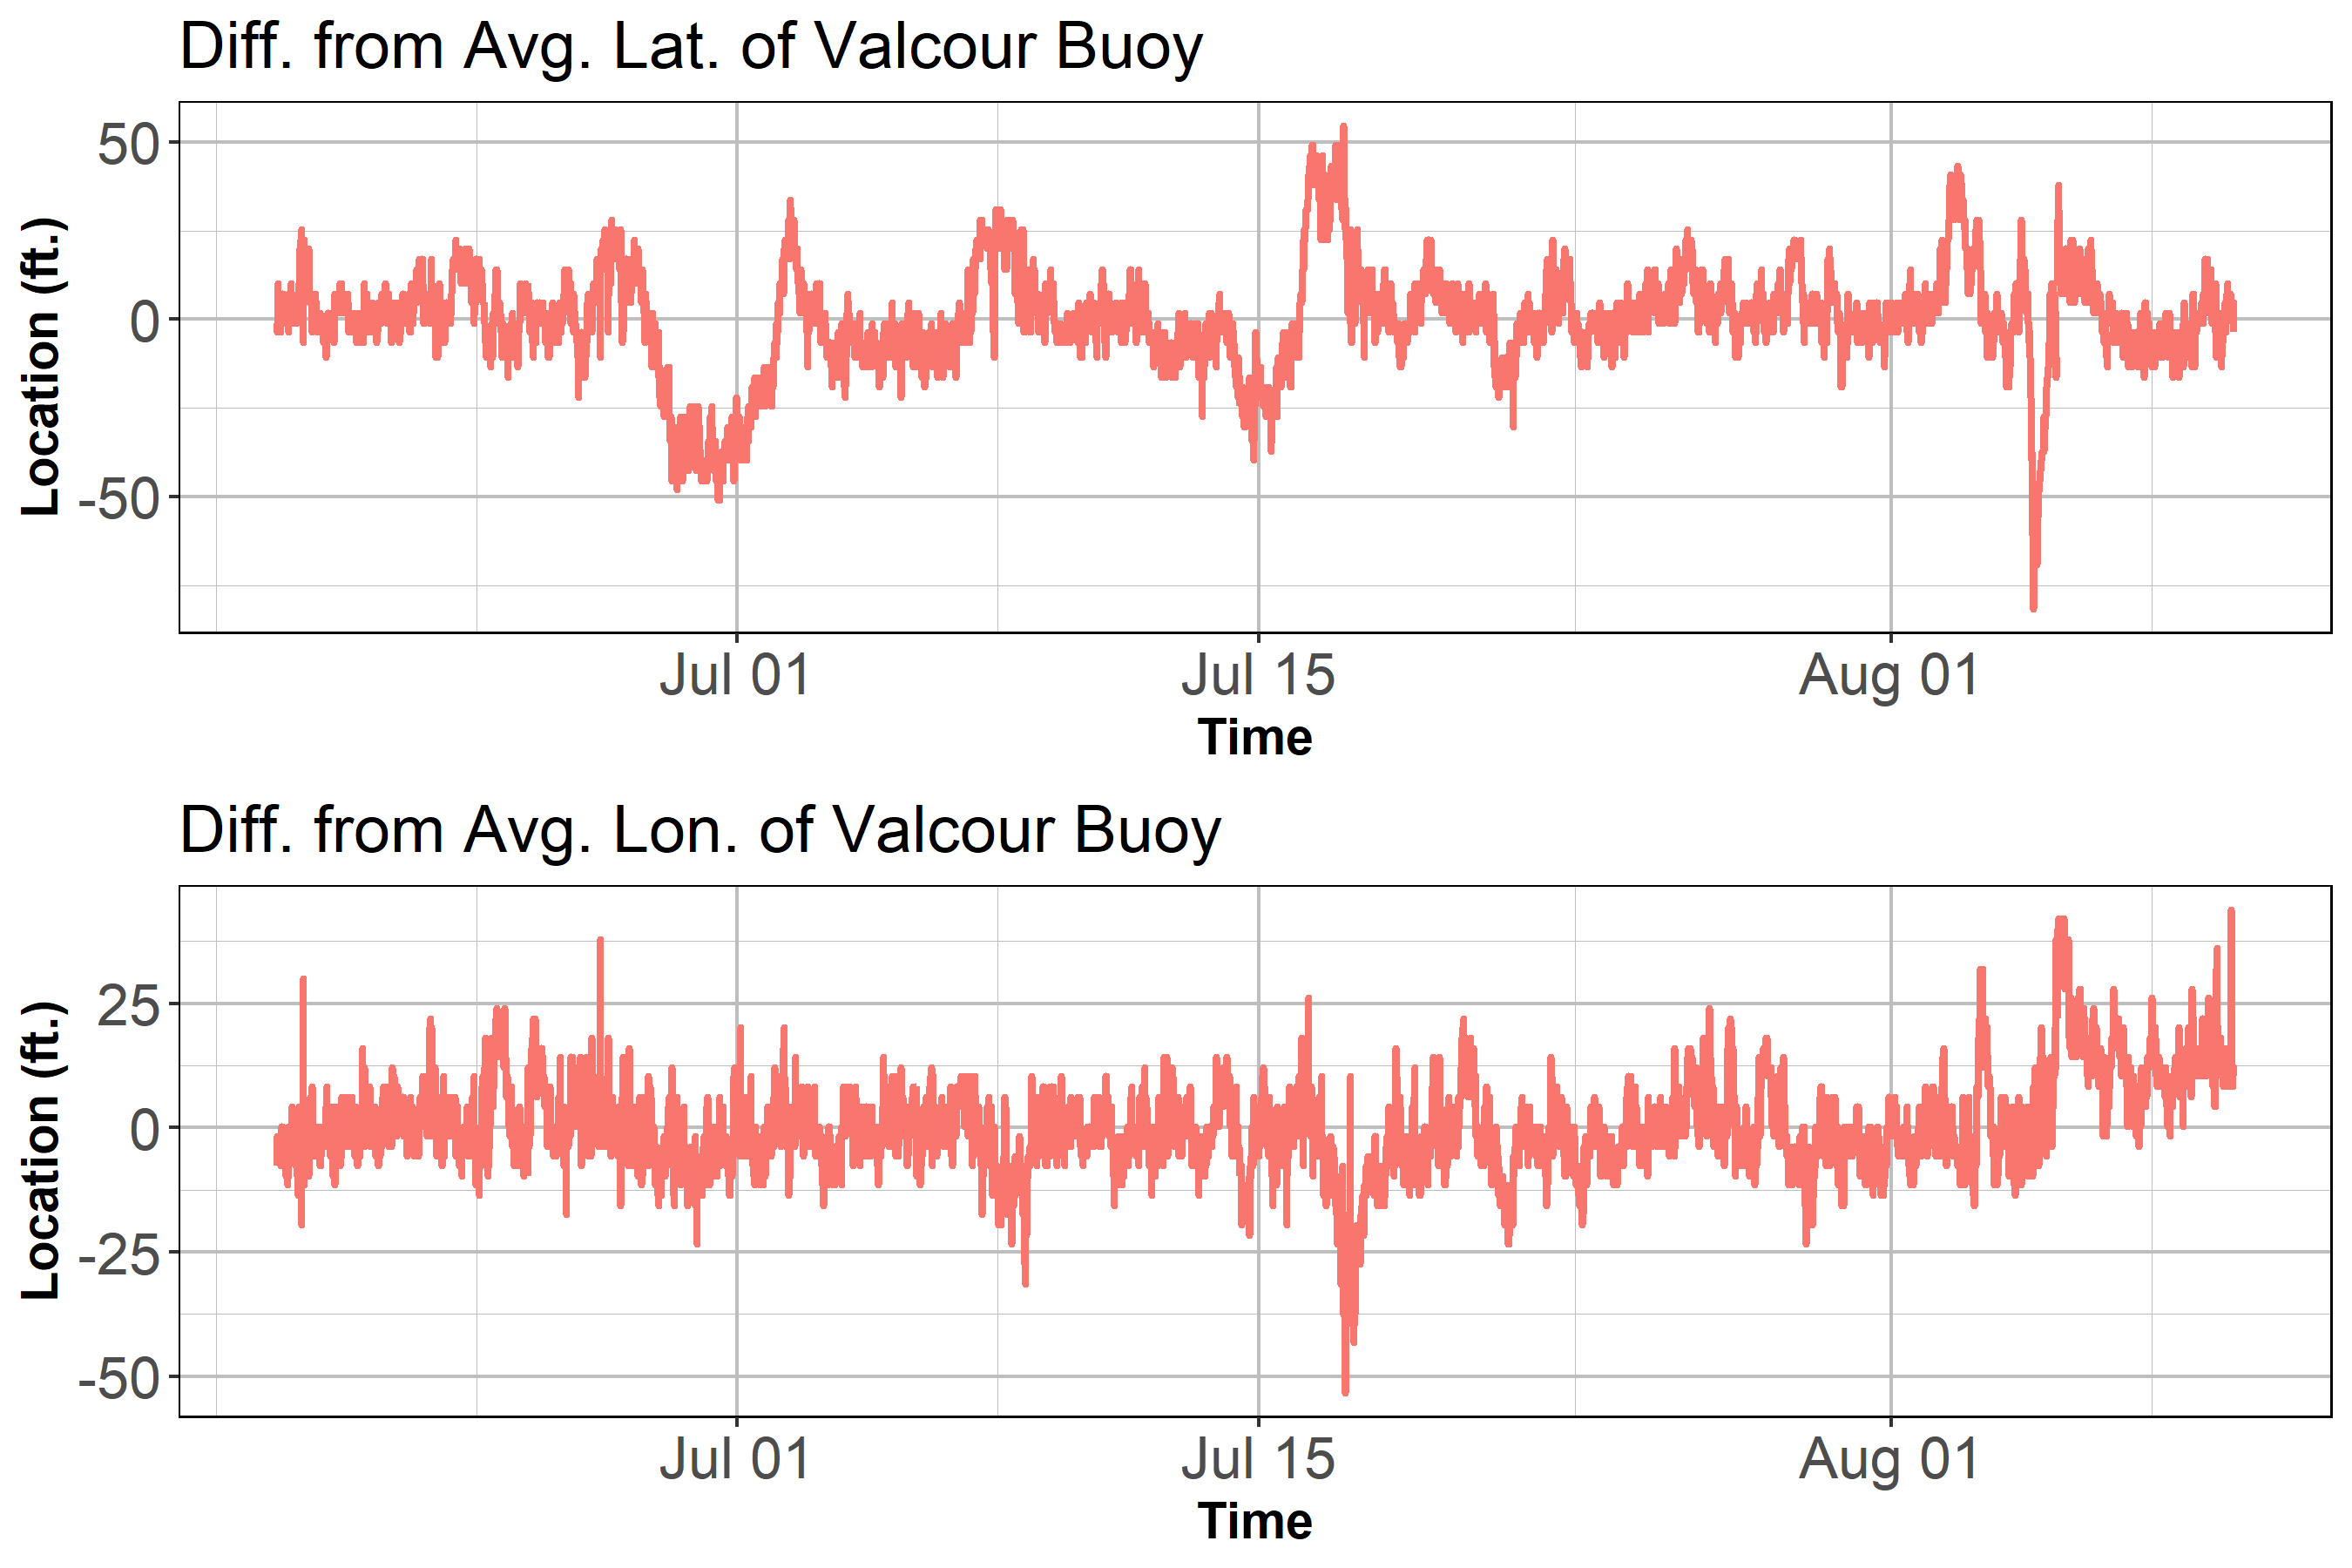 Diff. from Avg. Lat. of Valcour Buoy
Location (ft.)
50
0
-50
Jul 01 Jul 15 Aug 01
Time
Diff. from Avg. Lon. of Valcour Buoy
Location (ft.)
25
0
-25
-50
Jul 01 Jul 15 Aug 01
Time